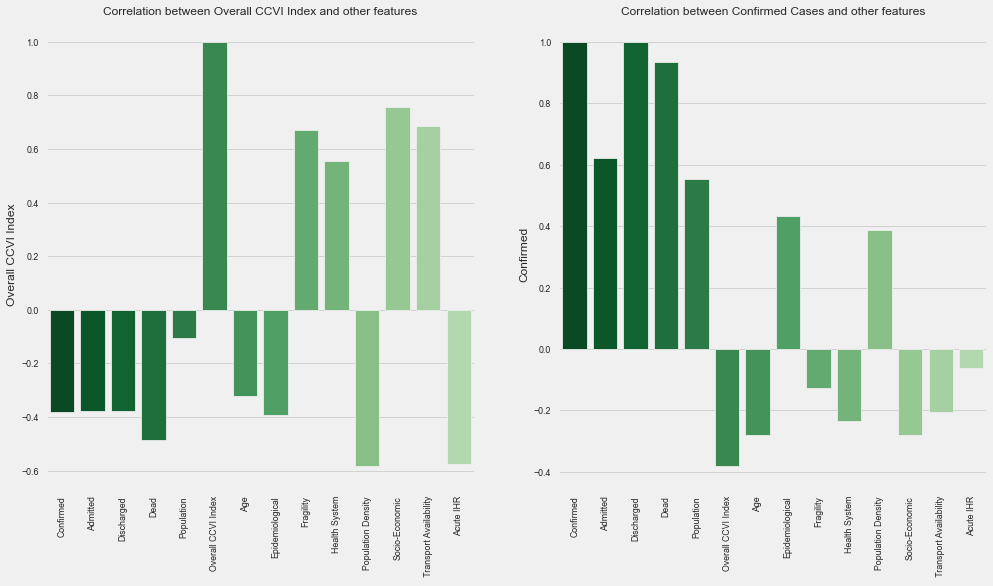 Correlation between Overall CCVI Index and other features
Overall CCVI Index
1.0
0.8
0.6
0.4
0.2
0.0
−0.2
−0.4
−0.6
Confirmed
Admitted
Discharged
Dead
Population
Overall CCVI Index
Age
Epidemiological
Fragility
Health System
Population Density
Socio-Economic
Transport Availability
Acute IHR
Correlation between Confirmed Cases and other features
Confirmed
1.0
0.8
0.6
0.4
0.2
0.0
−0.2
−0.4
Confirmed
Admitted
Discharged
Dead
Population
Overall CCVI Index
Age
Epidemiological
Fragility
Health System
Population Density
Socio-Economic
Transport Availability
Acute IHR